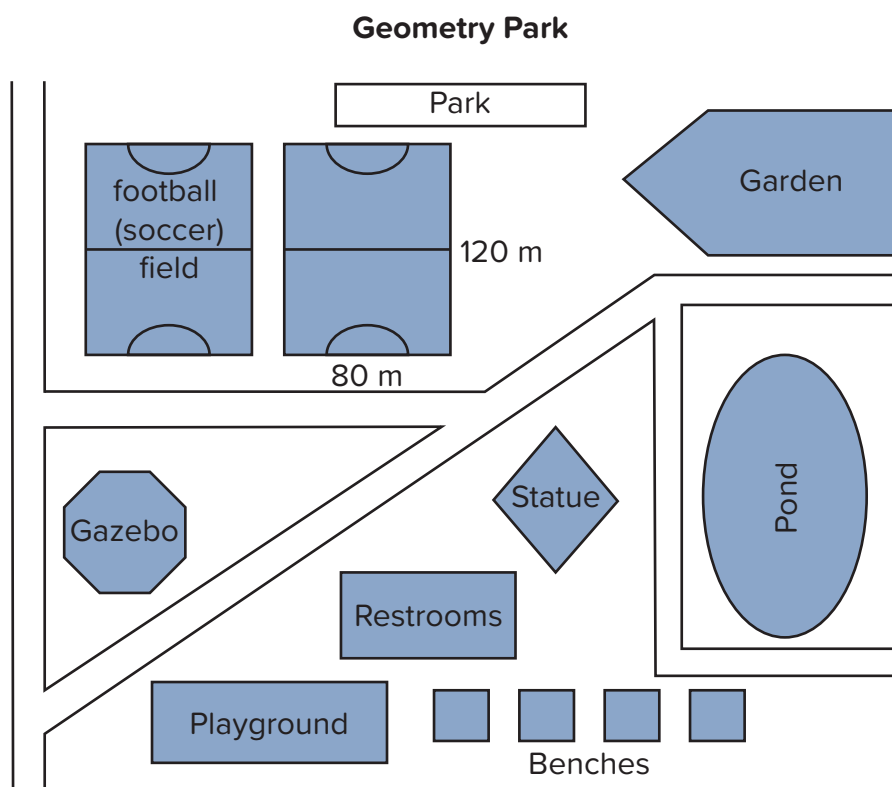 Geometry Park
Park
football
(soccer)
field
120 m
80 m
Garden
Gazebo
Statue
Pond
Restrooms
Playground
Benches